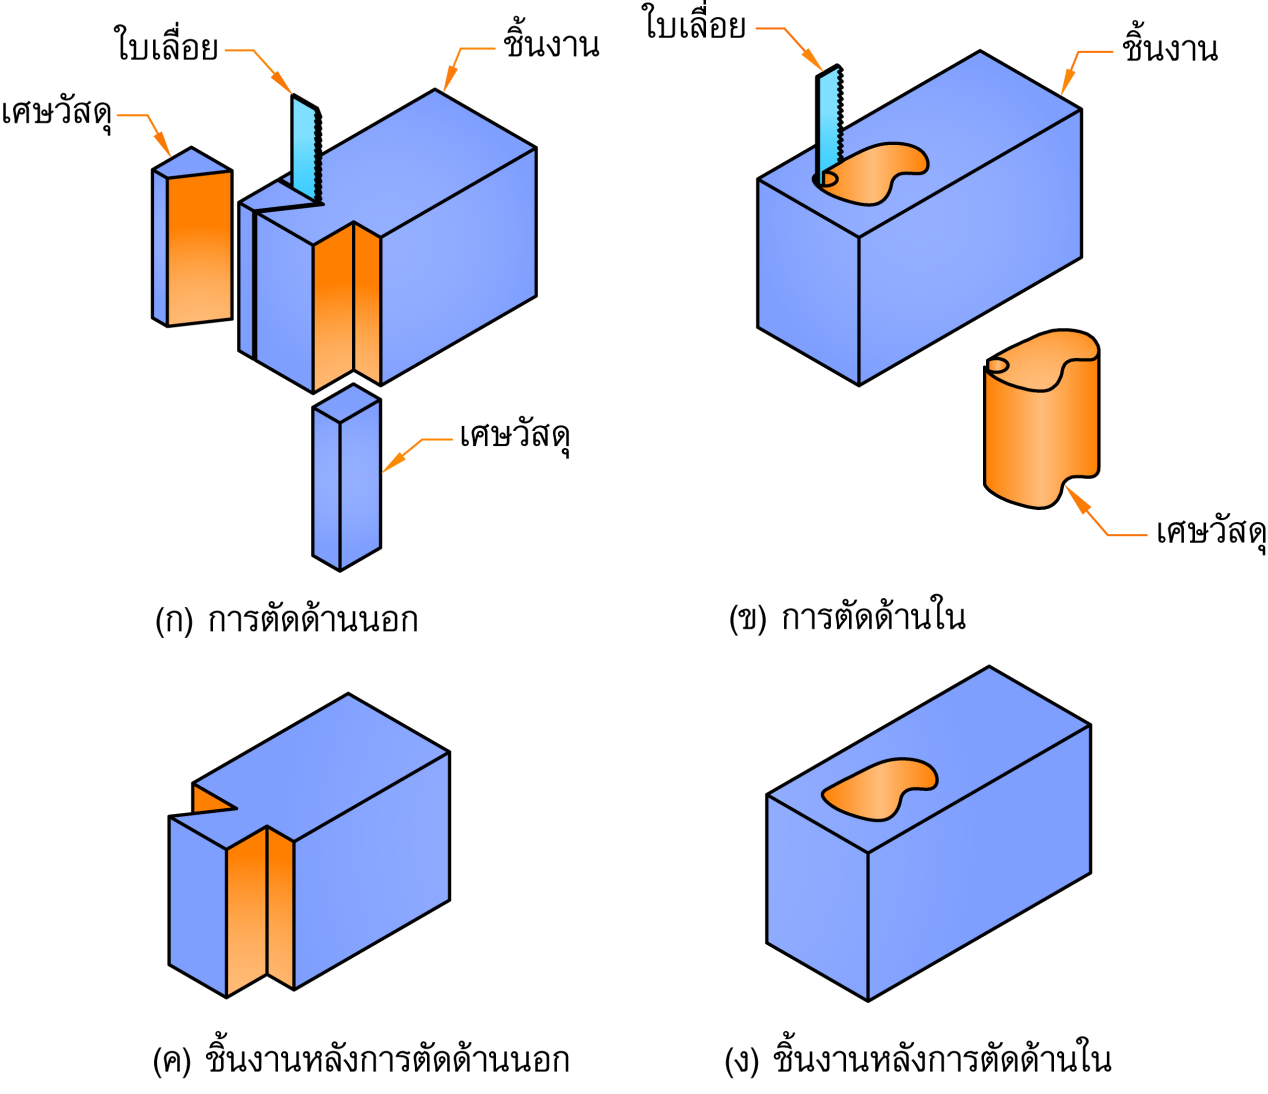 ใบเลื่อย
ชิ้นงาน
เศษวัสดุ
เศษวัสดุ
(ก) การตัดด้านนอก
ใบเลื่อย
ชิ้นงาน
เศษวัสดุ
(ข) การตัดด้านใน
(ค) ชิ้นงานหลังการตัดด้านนอก
(ง) ชิ้นงานหลังการตัดด้านใน